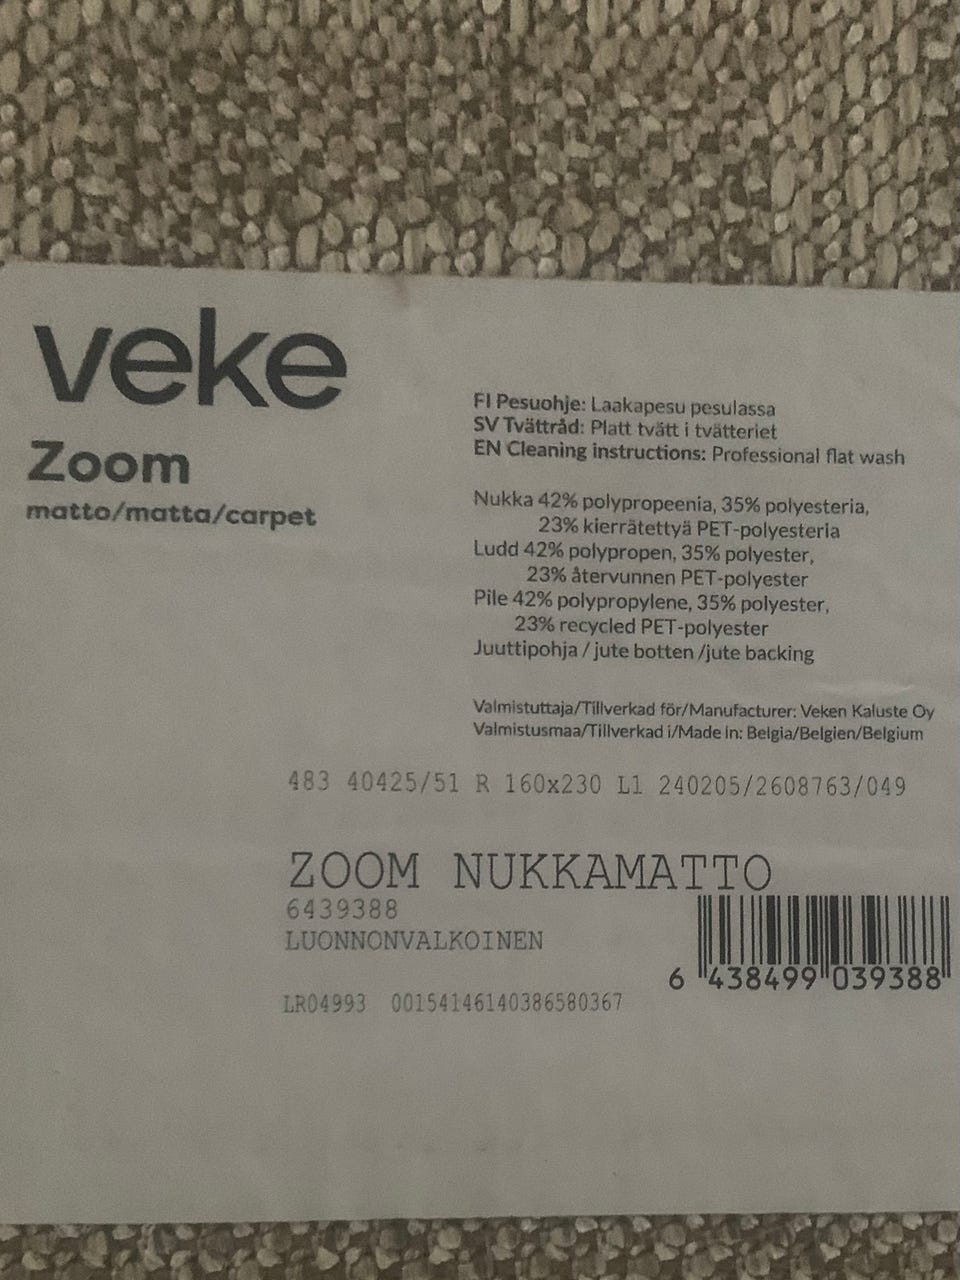 veke
Zoom
matto/matta/carpet
FI Pesuohje: Laakapesu pesulassa
SV Tvättråd: Platt tvätt i tvätteriet
EN Cleaning instructions: Professional flat wash
Nukka 42% polypropeenia, 35% polyesteria,
23% kierrätettyä PET-polyesteria
Ludd 42% polypropen, 35% polyester,
23% återvunnen PET-polyester
Pile 42% polypropylene, 35% polyester,
23% recycled PET-polyester
Juuttipohja / jute botten /jute backing
Valmistuttaja/Tillverkad för/Manufacturer: Veken Kaluste Oy
Valmistusmaa/Tillverkad i/Made in: Belgia/Belgien/Belgium
483 40425/51 R 160x230 L1 240205/2608763/049
ZOOM NUKKAMATTO
6439388
LUONNONVALKOINEN
6 438499 039388
LR04993 00154146140386580367